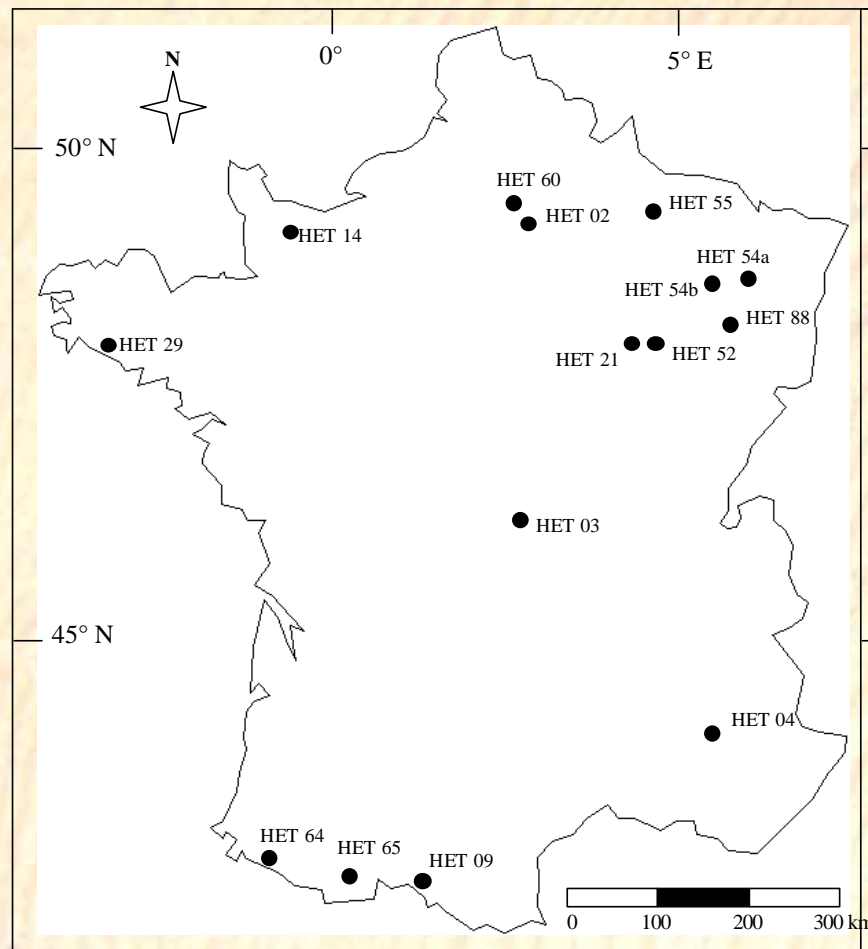 0°
5° E
N
50° N
HET 60
HET 02
HET 55
HET 14
HET 54a
HET 54b
HET 88
HET 29
HET 21
HET 52
HET 03
45° N
HET 04
HET 64
HET 65
HET 09
0 100 200 300 km